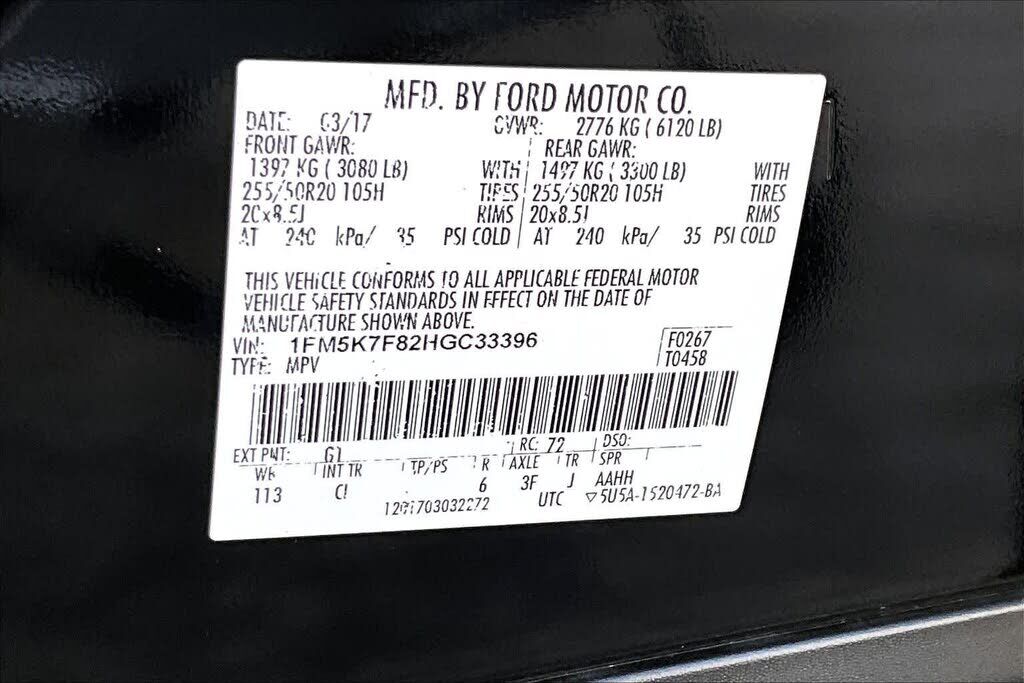 MFD. BY FORD MOTOR CO.
DATE: 03/17 GVWR: 2776 KG ( 6120 LB)
FRONT GAWR: REAR GAWR:
1397 KG ( 3080 LB) WITH 1497 KG ( 3300 LB) WITH
255/50R20 105H TIRES 255/50R20 105H TIRES
20x8.5J RIMS 20x8.5J RIMS
AT 240 kPa/ 35 PSI COLD AT 240 kPa/ 35 PSI COLD
THIS VEHICLE CONFORMS TO ALL APPLICABLE FEDERAL MOTOR
VEHICLE SAFETY STANDARDS IN EFFECT ON THE DATE OF
MANUFACTURE SHOWN ABOVE.
VIN: 1FM5K7F82HGC33396 F0267
TYPE: MPV T0458
EXT PNT: G1 RC: 72 DSO:
WB INT TR TP/PS R AXLE TR SPR
113 6 3F J AAHH
UTC ▽5U5A-1520472-BA